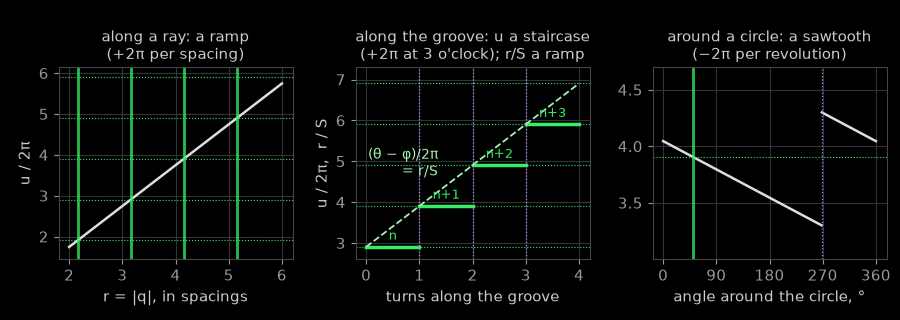 along a ray: a ramp
(+2π per spacing)
6
5
4
3
2
u / 2π
2
3
4
5
6
r = |q|, in spacings
along the groove: u a staircase
(+2π at 3 o'clock); r/S a ramp
7
6
5
4
3
u / 2π, r / S
(θ − φ)/2π
= r/S
n+3
n+2
n+1
n
0
1
2
3
4
turns along the groove
around a circle: a sawtooth
(−2π per revolution)
4.5
4.0
3.5
0
90
180
270
360
angle around the circle, °